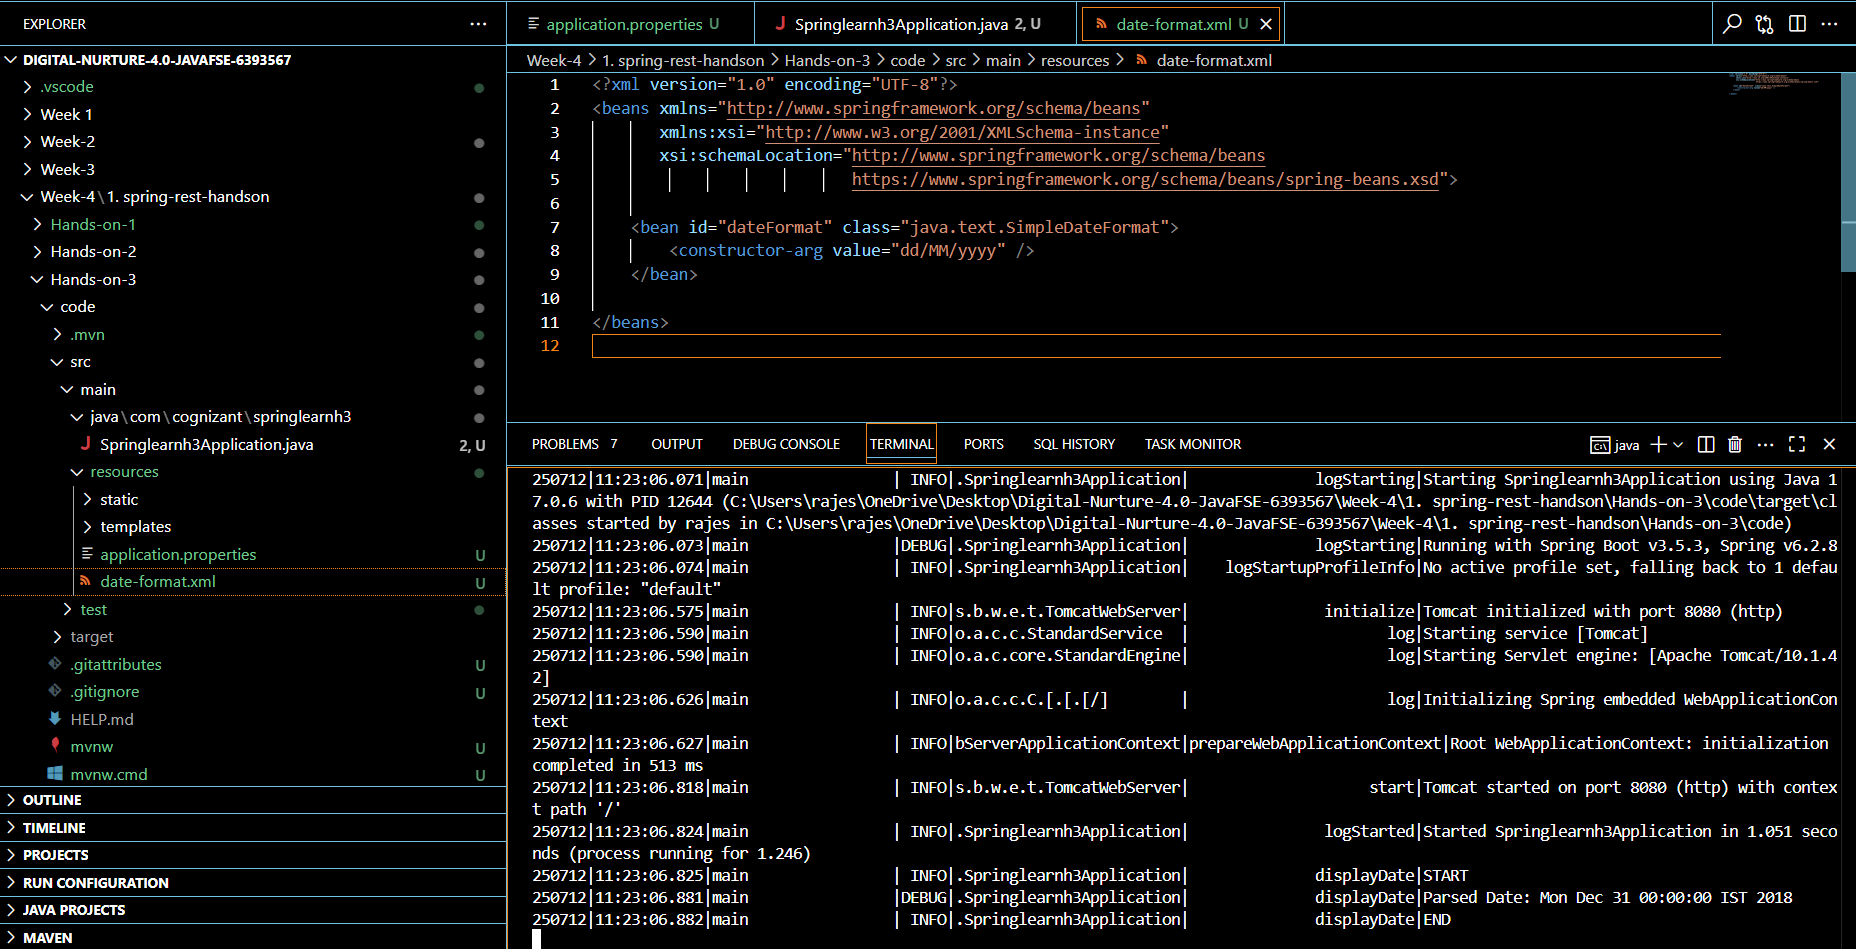 EXPLORER
DIGITAL-NURTURE-4.0-JAVAFSE-6393567
.vscode
Week 1
Week-2
Week-3
Week-4\1. spring-rest-handson
Hands-on-1
Hands-on-2
Hands-on-3
code
.mvn
src
main
java\com\cognizant\springlearnh3
Springlearnh3Application.java 2, U
resources
static
templates
application.properties U
date-format.xml U
test
target
.gitattributes U
.gitignore U
HELP.md
mvnw U
mvnw.cmd U
OUTLINE
TIMELINE
PROJECTS
RUN CONFIGURATION
JAVA PROJECTS
MAVEN
application.properties U
Springlearnh3Application.java 2, U
date-format.xml U
Week-4 > 1. spring-rest-handson > Hands-on-3 > code > src > main > resources > date-format.xml
1 <?xml version="1.0" encoding="UTF-8"?>
2 <beans xmlns="http://www.springframework.org/schema/beans"
3 xmlns:xsi="http://www.w3.org/2001/XMLSchema-instance"
4 xsi:schemaLocation="http://www.springframework.org/schema/beans
5 https://www.springframework.org/schema/beans/spring-beans.xsd">
6
7 <bean id="dateFormat" class="java.text.SimpleDateFormat">
8 <constructor-arg value="dd/MM/yyyy" />
9 </bean>
10
11 </beans>
12
PROBLEMS 7 OUTPUT DEBUG CONSOLE TERMINAL PORTS SQL HISTORY TASK MONITOR java
250712|11:23:06.071|main | INFO|.Springlearnh3Application| logStarting|Starting Springlearnh3Application using Java 1
7.0.6 with PID 12644 (C:\Users\rajes\OneDrive\Desktop\Digital-Nurture-4.0-JavaFSE-6393567\Week-4\1. spring-rest-handson\Hands-on-3\code\target\cl
asses started by rajes in C:\Users\rajes\OneDrive\Desktop\Digital-Nurture-4.0-JavaFSE-6393567\Week-4\1. spring-rest-handson\Hands-on-3\code)
250712|11:23:06.073|main |DEBUG|.Springlearnh3Application| logStarting|Running with Spring Boot v3.5.3, Spring v6.2.8
250712|11:23:06.074|main | INFO|.Springlearnh3Application| logStartupProfileInfo|No active profile set, falling back to 1 defau
lt profile: "default"
250712|11:23:06.575|main | INFO|s.b.w.e.t.TomcatWebServer| initialize|Tomcat initialized with port 8080 (http)
250712|11:23:06.590|main | INFO|o.a.c.c.StandardService | log|Starting service [Tomcat]
250712|11:23:06.590|main | INFO|o.a.c.core.StandardEngine| log|Starting Servlet engine: [Apache Tomcat/10.1.4
2]
250712|11:23:06.626|main | INFO|o.a.c.c.C.[.[.[/] | log|Initializing Spring embedded WebApplicationCon
text
250712|11:23:06.627|main | INFO|bServerApplicationContext|prepareWebApplicationContext|Root WebApplicationContext: initialization
completed in 513 ms
250712|11:23:06.818|main | INFO|s.b.w.e.t.TomcatWebServer| start|Tomcat started on port 8080 (http) with contex
t path '/'
250712|11:23:06.824|main | INFO|.Springlearnh3Application| logStarted|Started Springlearnh3Application in 1.051 seco
nds (process running for 1.246)
250712|11:23:06.825|main | INFO|.Springlearnh3Application| displayDate|START
250712|11:23:06.881|main |DEBUG|.Springlearnh3Application| displayDate|Parsed Date: Mon Dec 31 00:00:00 IST 2018
250712|11:23:06.882|main | INFO|.Springlearnh3Application| displayDate|END